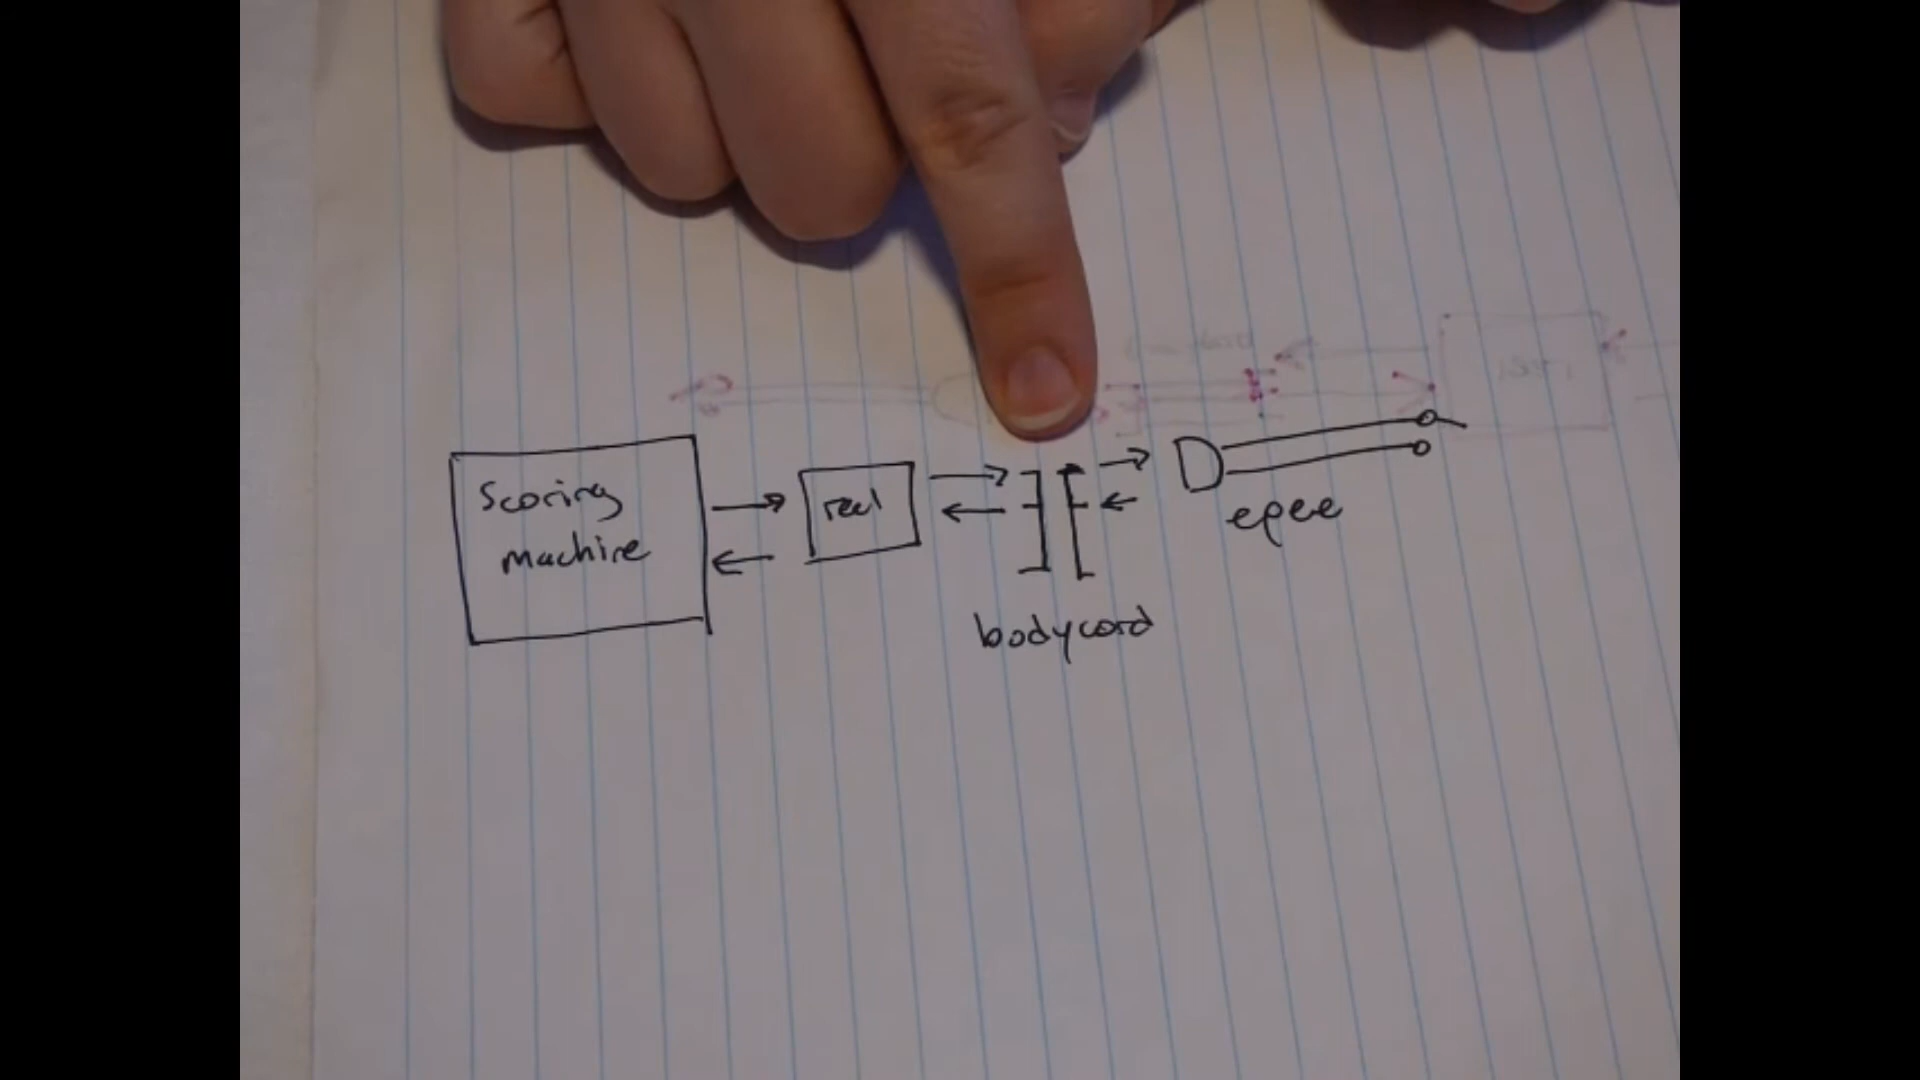 Scoring
machine
reel
epee
bodycord